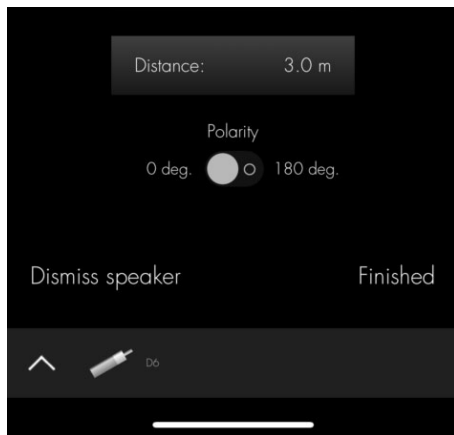 Distance: 3.0 m
Polarity
0 deg. 180 deg.
Dismiss speaker Finished
D6